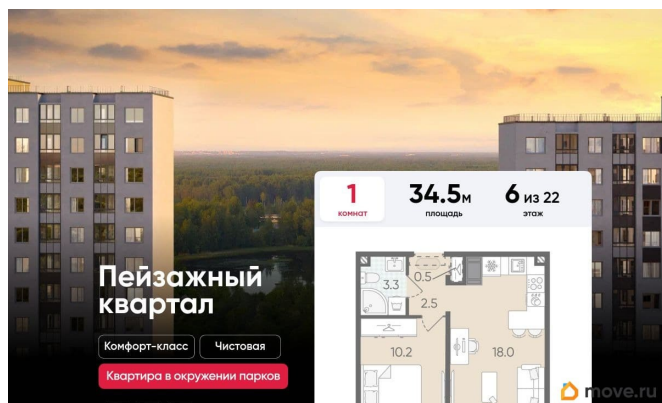 1
комнат
34.5м
площадь
6 из 22
этаж
Пейзажный
квартал
Комфорт-класс
Чистовая
Квартира в окружении парков
3.3
0.5
2.5
10.2
18.0
move.ru